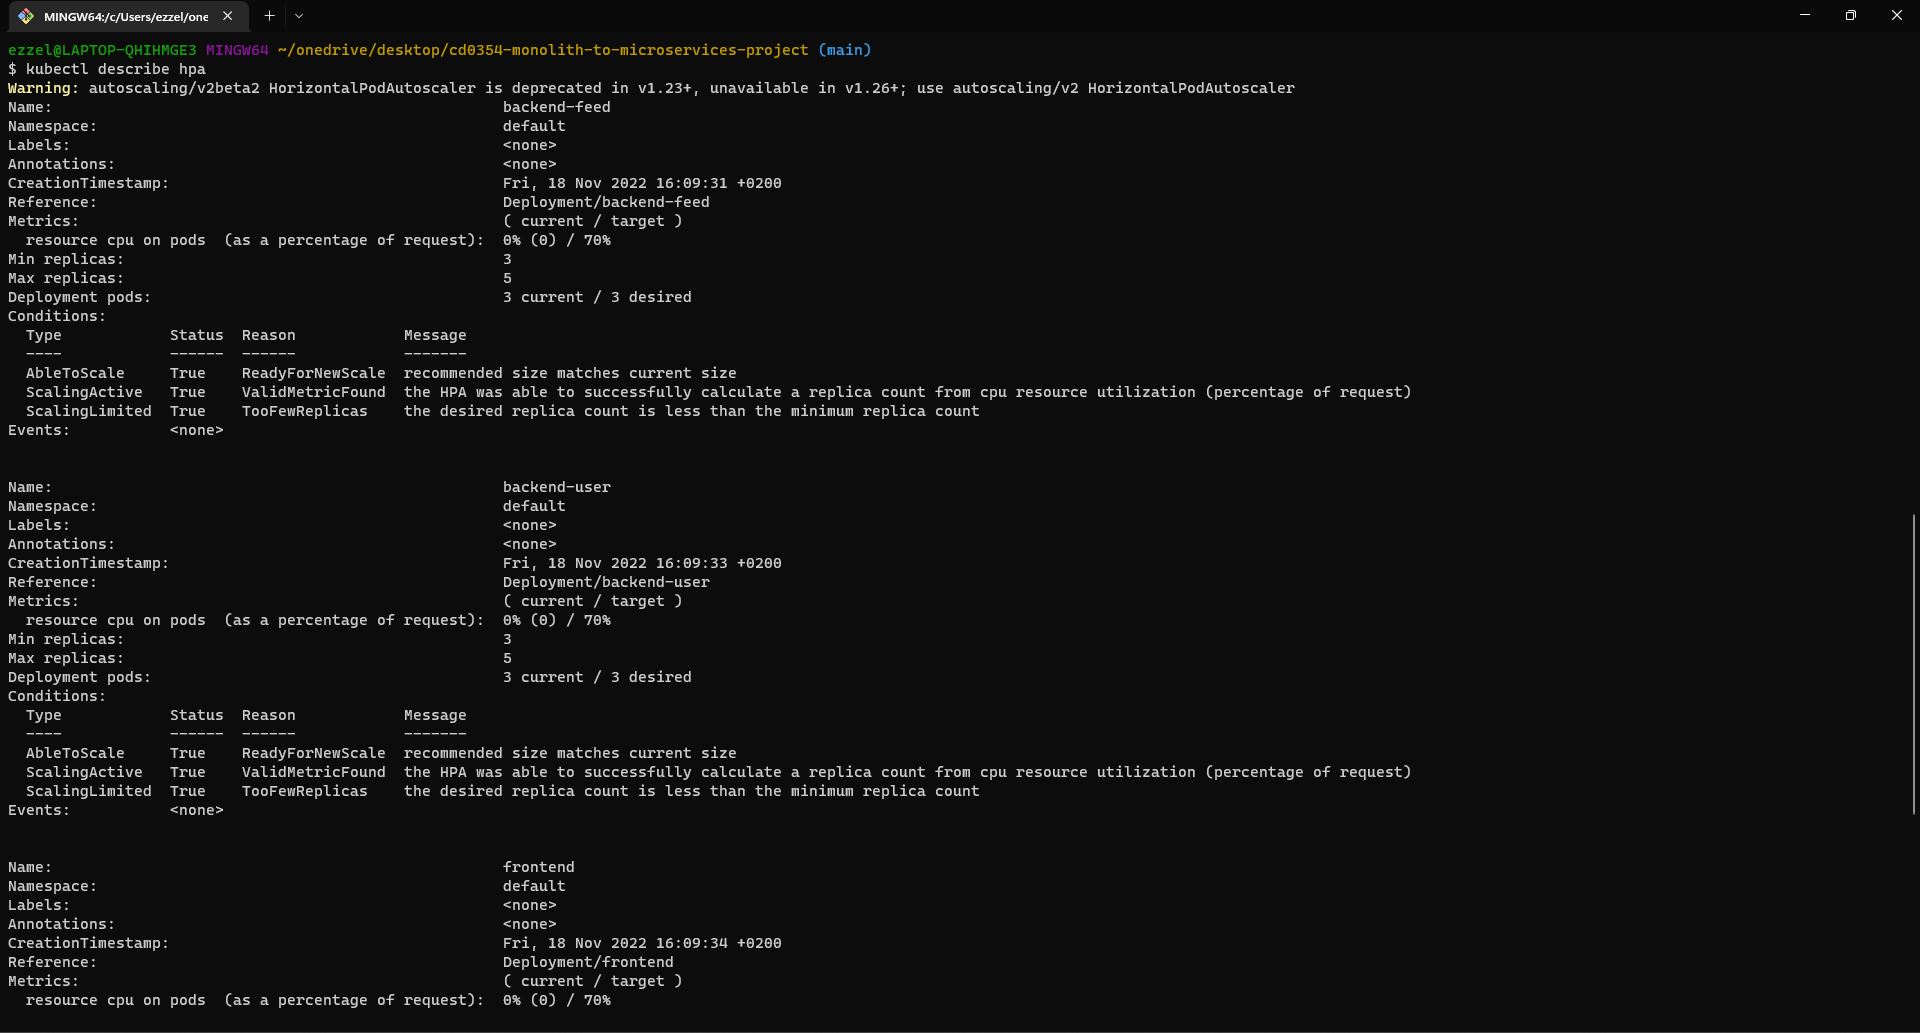 MINGW64:/c/Users/ezzel/one
ezzel@LAPTOP-QHIHMGE3 MINGW64 ~/onedrive/desktop/cd0354-monolith-to-microservices-project (main)
$ kubectl describe hpa
Warning: autoscaling/v2beta2 HorizontalPodAutoscaler is deprecated in v1.23+, unavailable in v1.26+; use autoscaling/v2 HorizontalPodAutoscaler
Name: backend-feed
Namespace: default
Labels: <none>
Annotations: <none>
CreationTimestamp: Fri, 18 Nov 2022 16:09:31 +0200
Reference: Deployment/backend-feed
Metrics: ( current / target )
resource cpu on pods (as a percentage of request): 0% (0) / 70%
Min replicas: 3
Max replicas: 5
Deployment pods: 3 current / 3 desired
Conditions:
Type Status Reason Message
---- ------ ------ -------
AbleToScale True ReadyForNewScale recommended size matches current size
ScalingActive True ValidMetricFound the HPA was able to successfully calculate a replica count from cpu resource utilization (percentage of request)
ScalingLimited True TooFewReplicas the desired replica count is less than the minimum replica count
Events: <none>
Name: backend-user
Namespace: default
Labels: <none>
Annotations: <none>
CreationTimestamp: Fri, 18 Nov 2022 16:09:33 +0200
Reference: Deployment/backend-user
Metrics: ( current / target )
resource cpu on pods (as a percentage of request): 0% (0) / 70%
Min replicas: 3
Max replicas: 5
Deployment pods: 3 current / 3 desired
Conditions:
Type Status Reason Message
---- ------ ------ -------
AbleToScale True ReadyForNewScale recommended size matches current size
ScalingActive True ValidMetricFound the HPA was able to successfully calculate a replica count from cpu resource utilization (percentage of request)
ScalingLimited True TooFewReplicas the desired replica count is less than the minimum replica count
Events: <none>
Name: frontend
Namespace: default
Labels: <none>
Annotations: <none>
CreationTimestamp: Fri, 18 Nov 2022 16:09:34 +0200
Reference: Deployment/frontend
Metrics: ( current / target )
resource cpu on pods (as a percentage of request): 0% (0) / 70%